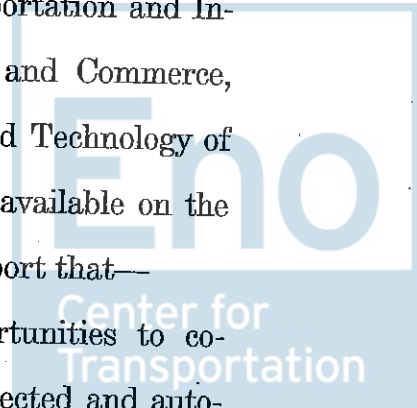 portation and In-
and Commerce,
d Technology of
available on the
port that—
rtunities to co-
ected and auto-
Eno
Center for
Transportation